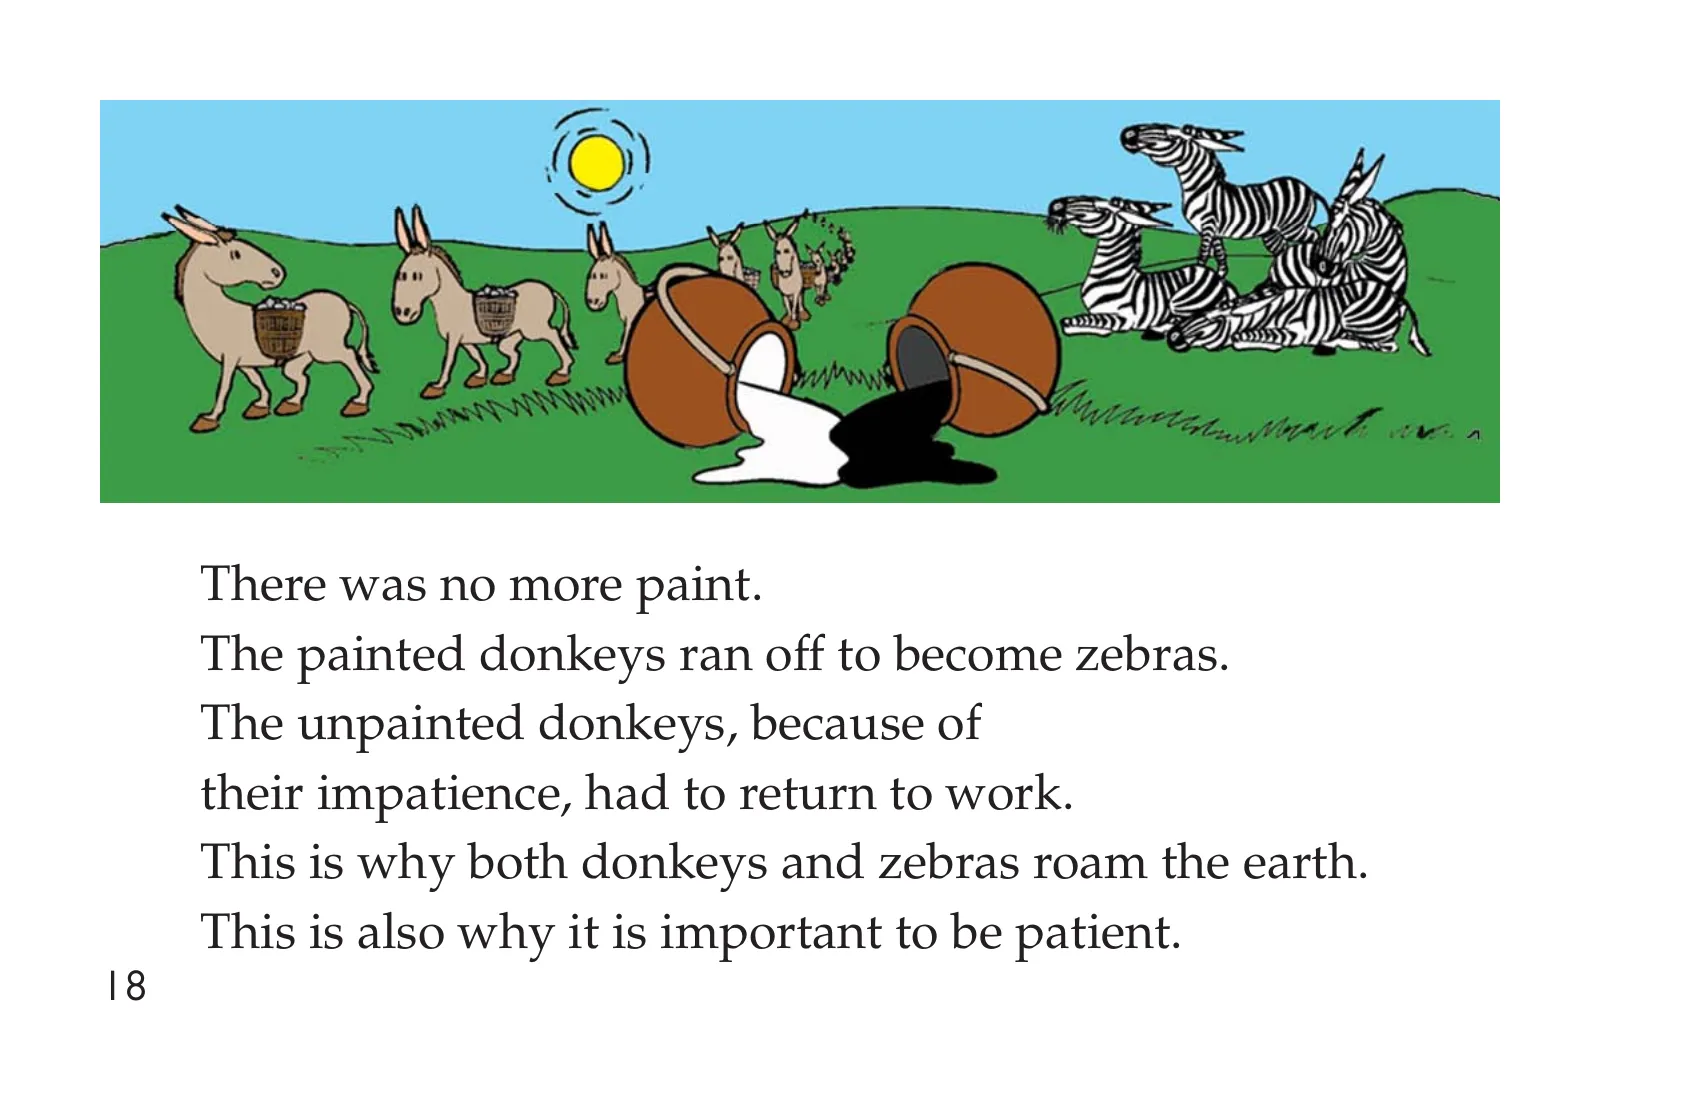 There was no more paint.
The painted donkeys ran off to become zebras.
The unpainted donkeys, because of
their impatience, had to return to work.
This is why both donkeys and zebras roam the earth.
This is also why it is important to be patient.
18